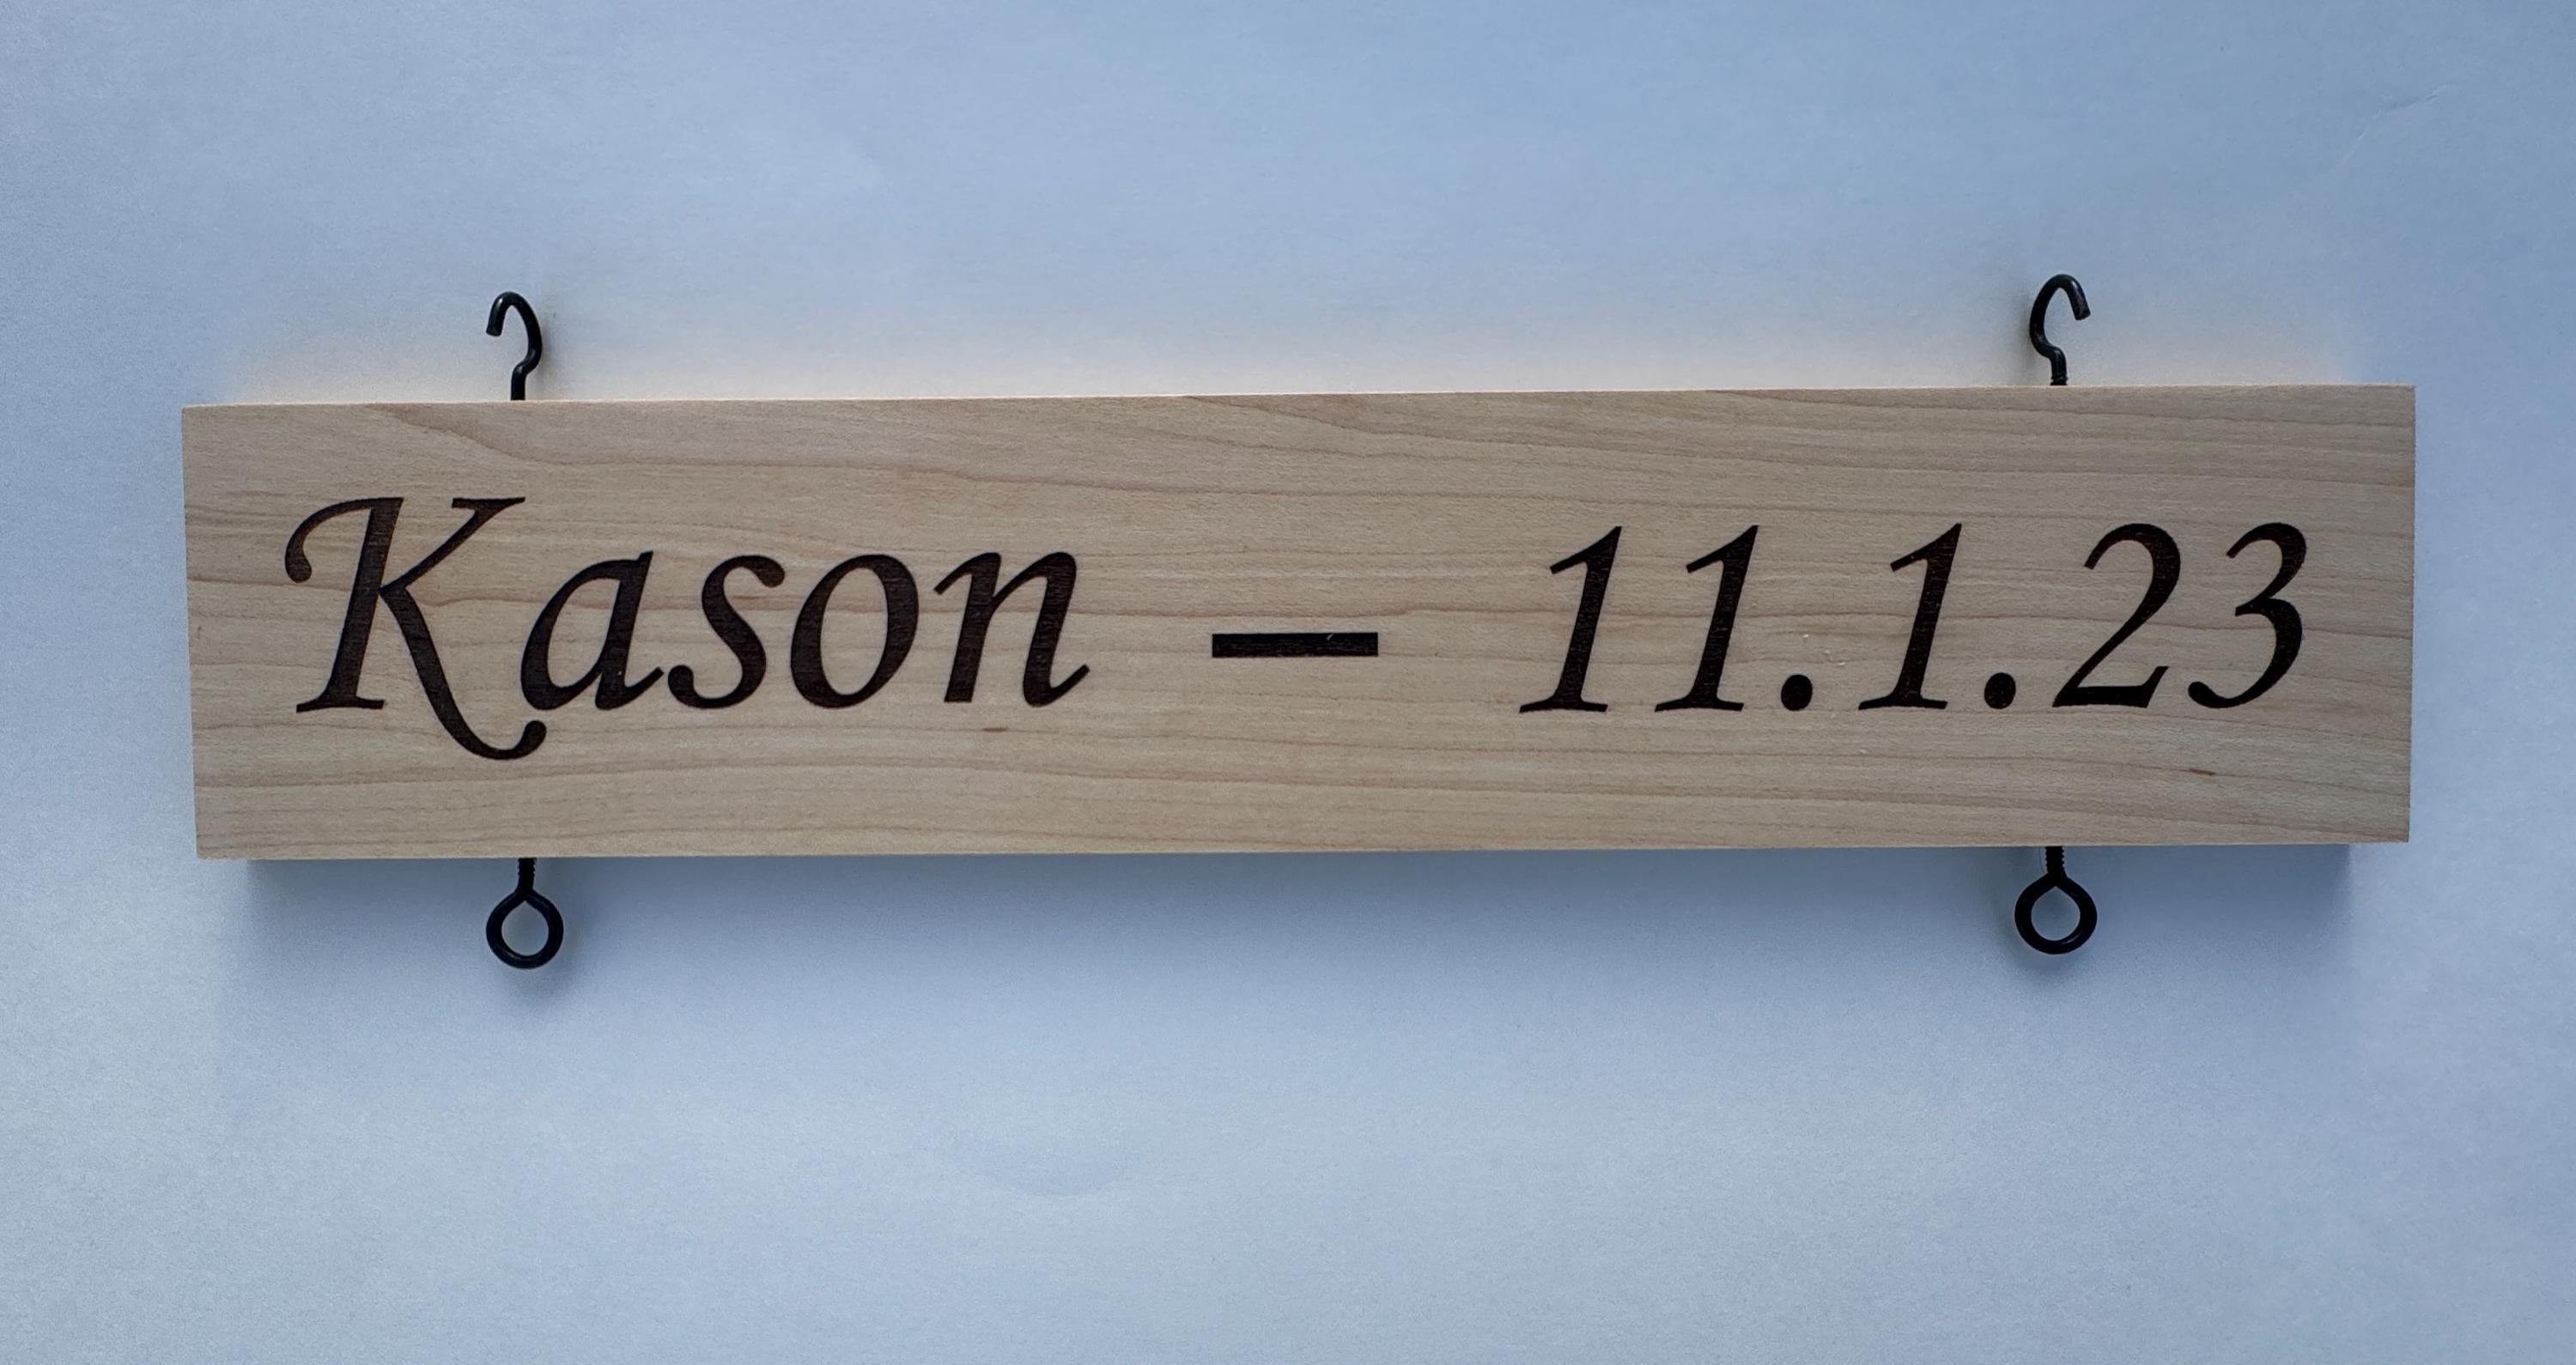 Kason – 11.1.23